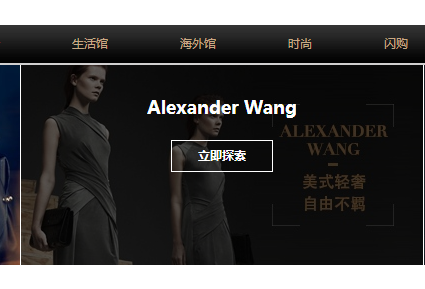 生活馆 海外馆 时尚 闪购
Alexander Wang
立即探索
ALEXANDER
WANG
美式轻奢
自由不羁